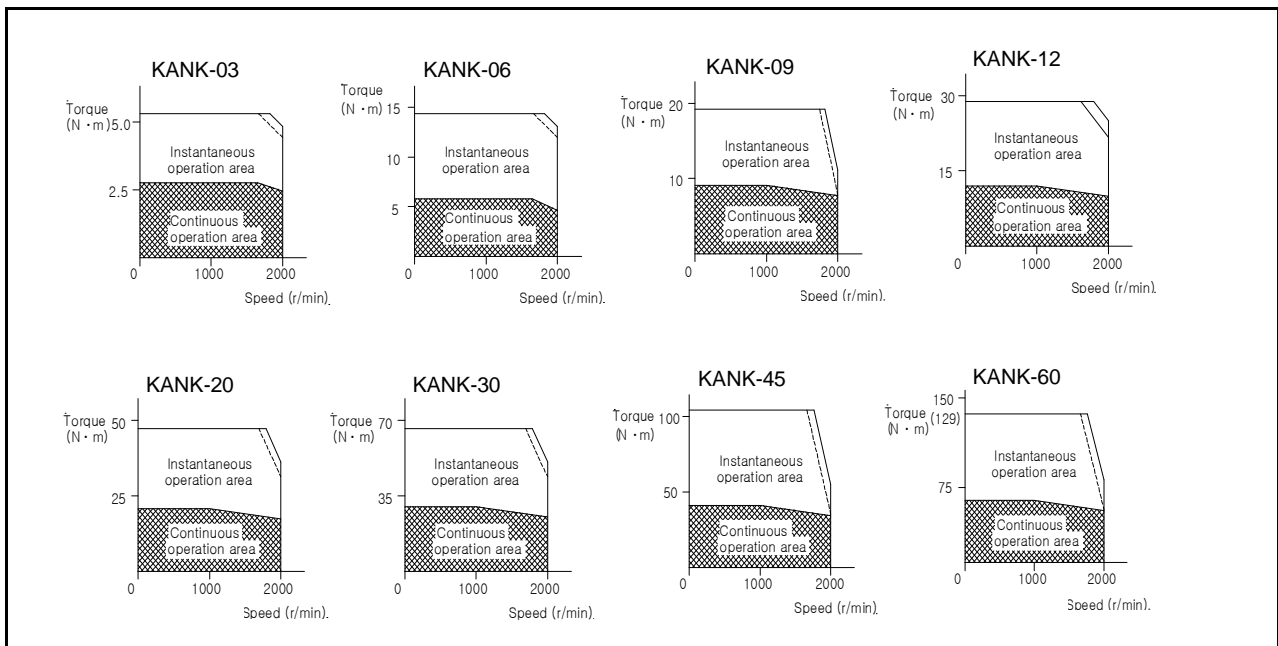 KANK-03
Torque
(N・m)
5.0
2.5
Instantaneous
operation area
Continuous
operation area
0
1000
2000
Speed (r/min).
KANK-06
Torque
(N・m)
15
10
5
Instantaneous
operation area
Continuous
operation area
0
1000
2000
Speed (r/min).
KANK-09
Torque
(N・m)
20
10
Instantaneous
operation area
Continuous
operation area
0
1000
2000
Speed (r/min).
KANK-12
Torque
(N・m)
30
15
Instantaneous
operation area
Continuous
operation area
0
1000
2000
Speed (r/min).
KANK-20
Torque
(N・m)
50
25
Instantaneous
operation area
Continuous
operation area
0
1000
2000
Speed (r/min).
KANK-30
Torque
(N・m)
70
35
Instantaneous
operation area
Continuous
operation area
0
1000
2000
Speed (r/min).
KANK-45
Torque
(N・m)
100
50
Instantaneous
operation area
Continuous
operation area
0
1000
2000
Speed (r/min).
KANK-60
Torque
(N・m)
150
(129)
75
Instantaneous
operation area
Continuous
operation area
0
1000
2000
Speed (r/min).